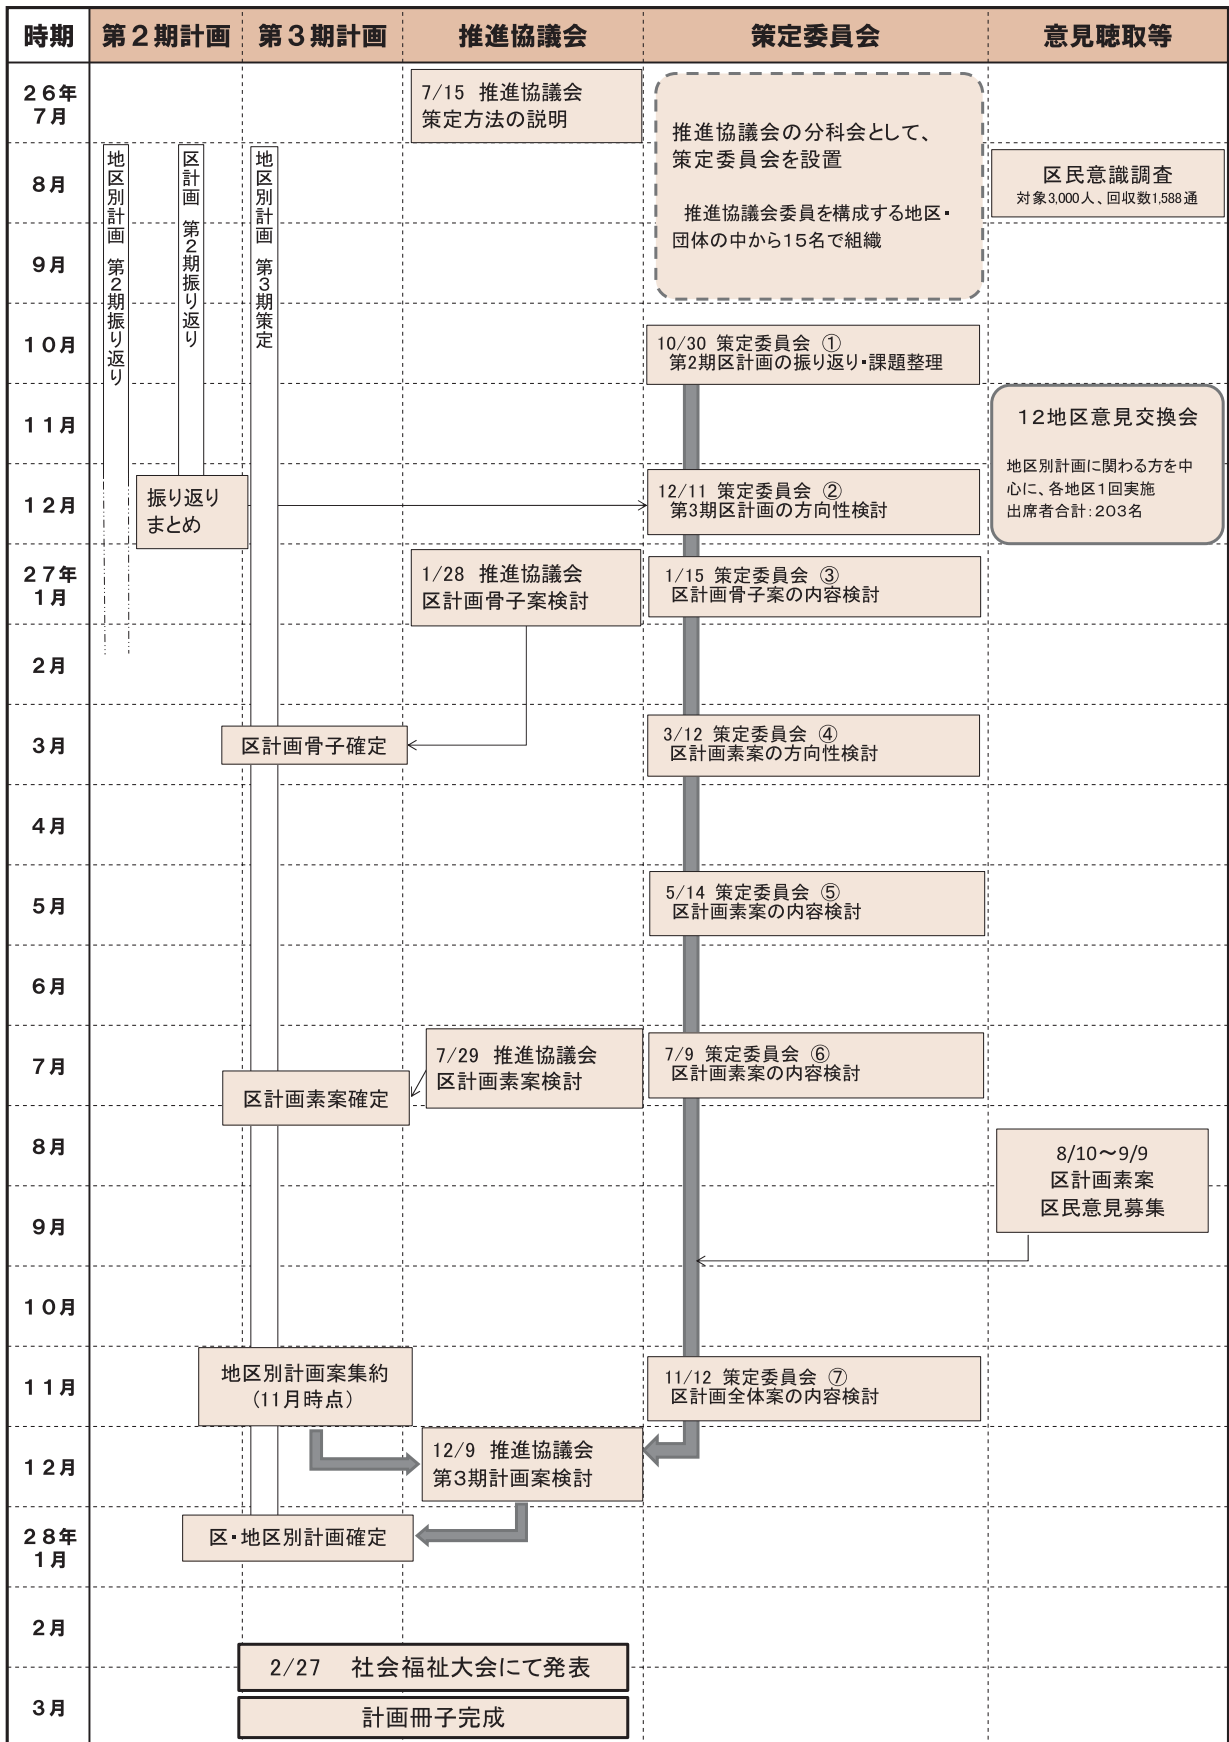 時期
第２期計画
第３期計画
推進協議会
策定委員会
意見聴取等
２６年
７月
7/15 推進協議会
策定方法の説明
推進協議会の分科会として、
策定委員会を設置
推進協議会委員を構成する地区・
団体の中から15名で組織
地区別計画 第２期振り返り
区計画 第２期振り返り
地区別計画 第３期策定
８月
区民意識調査
対象3,000人、回収数1,588通
９月
１０月
10/30 策定委員会 ①
第2期区計画の振り返り・課題整理
１１月
１２地区意見交換会
地区別計画に関わる方を中
心に、各地区１回実施
出席者合計：２０３名
１２月
振り返り
まとめ
12/11 策定委員会 ②
第3期区計画の方向性検討
２７年
１月
1/28 推進協議会
区計画骨子案検討
1/15 策定委員会 ③
区計画骨子案の内容検討
２月
３月
区計画骨子確定
3/12 策定委員会 ④
区計画素案の方向性検討
４月
５月
5/14 策定委員会 ⑤
区計画素案の内容検討
６月
７月
7/29 推進協議会
区計画素案検討
7/9 策定委員会 ⑥
区計画素案の内容検討
区計画素案確定
８月
8/10～9/9
区計画素案
区民意見募集
９月
１０月
１１月
地区別計画案集約
（11月時点）
11/12 策定委員会 ⑦
区計画全体案の内容検討
１２月
12/9 推進協議会
第３期計画案検討
２８年
１月
区・地区別計画確定
２月
2/27 社会福祉大会にて発表
３月
計画冊子完成